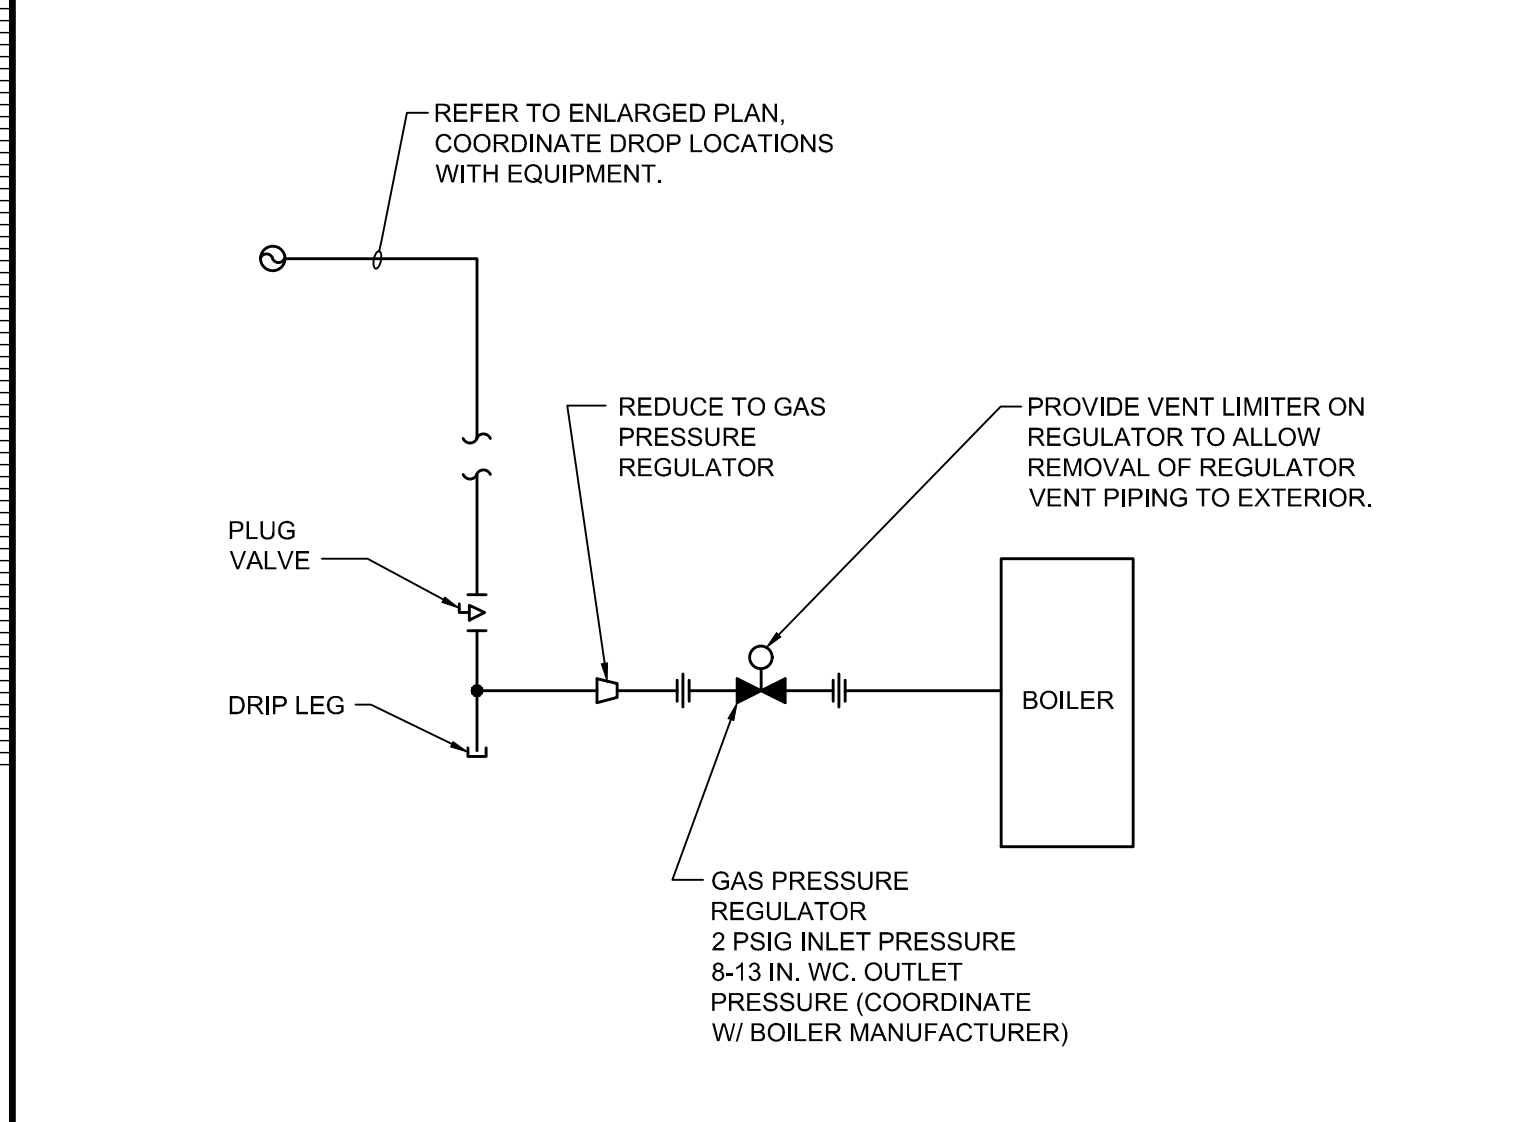 REFER TO ENLARGED PLAN,
COORDINATE DROP LOCATIONS
WITH EQUIPMENT.
REDUCE TO GAS
PRESSURE
REGULATOR
PROVIDE VENT LIMITER ON
REGULATOR TO ALLOW
REMOVAL OF REGULATOR
VENT PIPING TO EXTERIOR.
PLUG
VALVE
DRIP LEG
BOILER
GAS PRESSURE
REGULATOR
2 PSIG INLET PRESSURE
8-13 IN. WC. OUTLET
PRESSURE (COORDINATE
W/ BOILER MANUFACTURER)